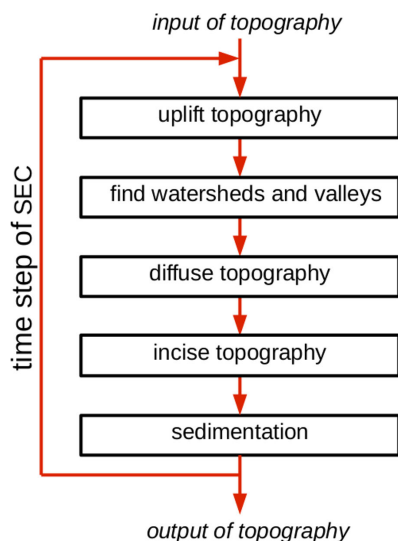 input of topography
uplift topography
find watersheds and valleys
diffuse topography
incise topography
sedimentation
output of topography
time step of SEC